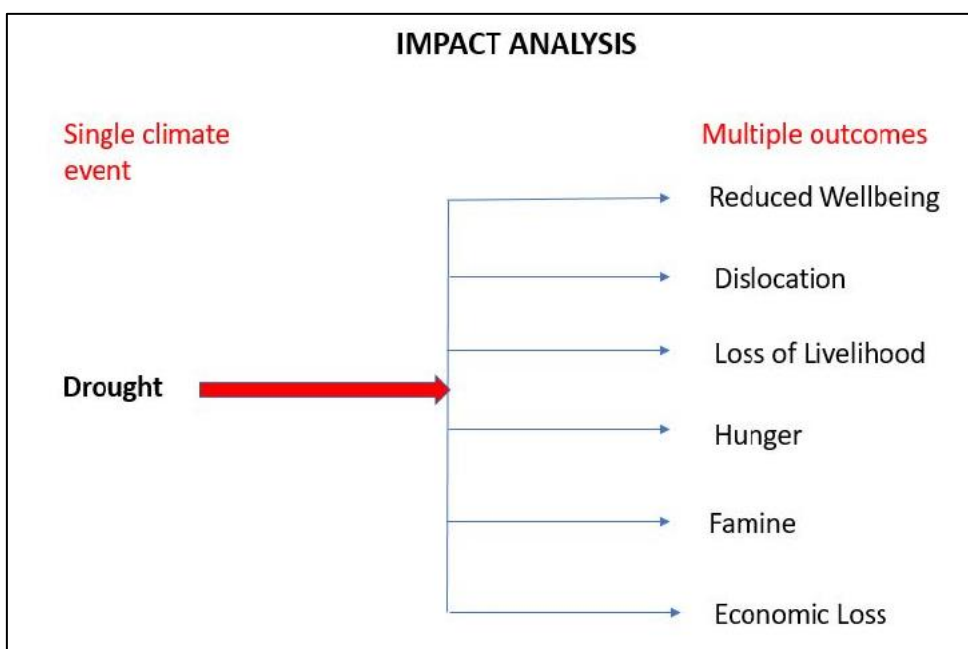 IMPACT ANALYSIS
Single climate
event
Multiple outcomes
Reduced Wellbeing
Dislocation
Loss of Livelihood
Drought
Hunger
Famine
Economic Loss